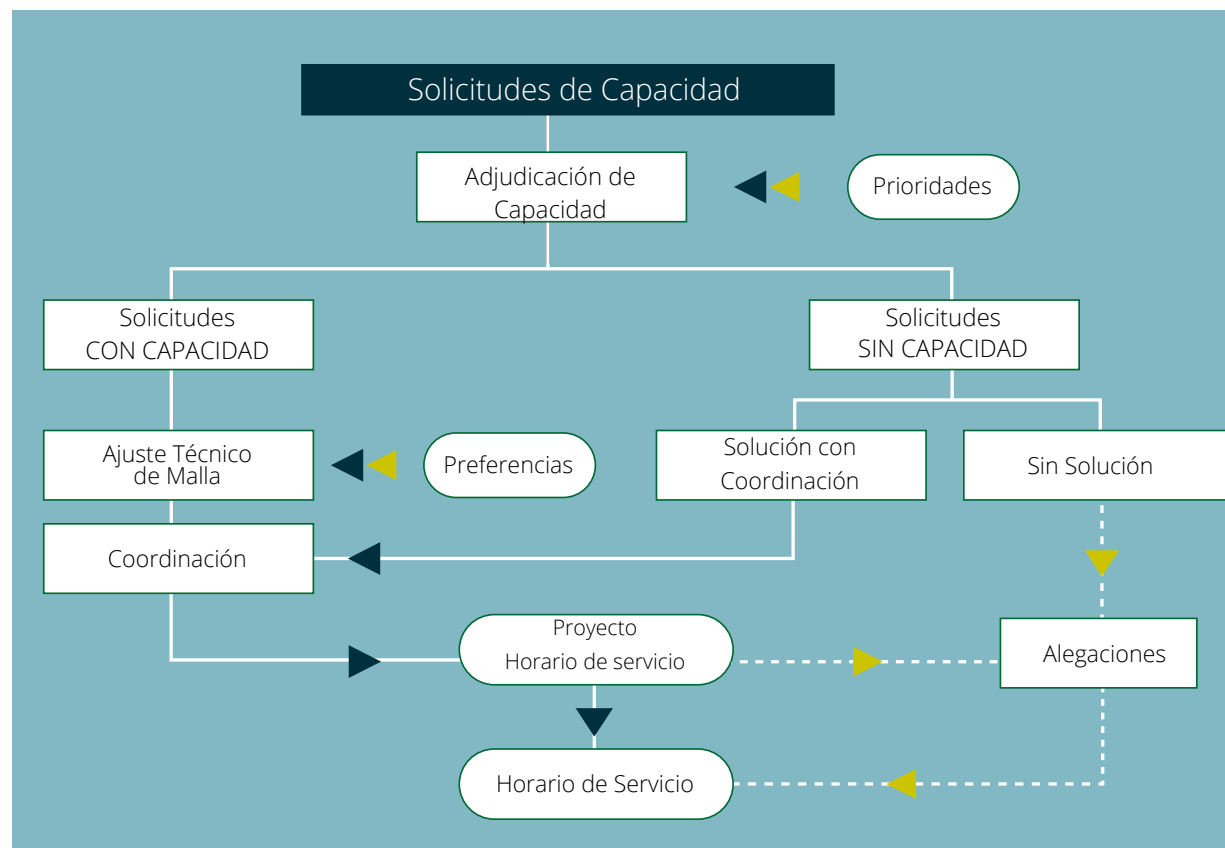 Solicitudes de Capacidad
Adjudicación de
Capacidad
Prioridades
Solicitudes
CON CAPACIDAD
Solicitudes
SIN CAPACIDAD
Ajuste Técnico
de Malla
Preferencias
Solución con
Coordinación
Sin Solución
Coordinación
Proyecto
Horario de servicio
Alegaciones
Horario de Servicio